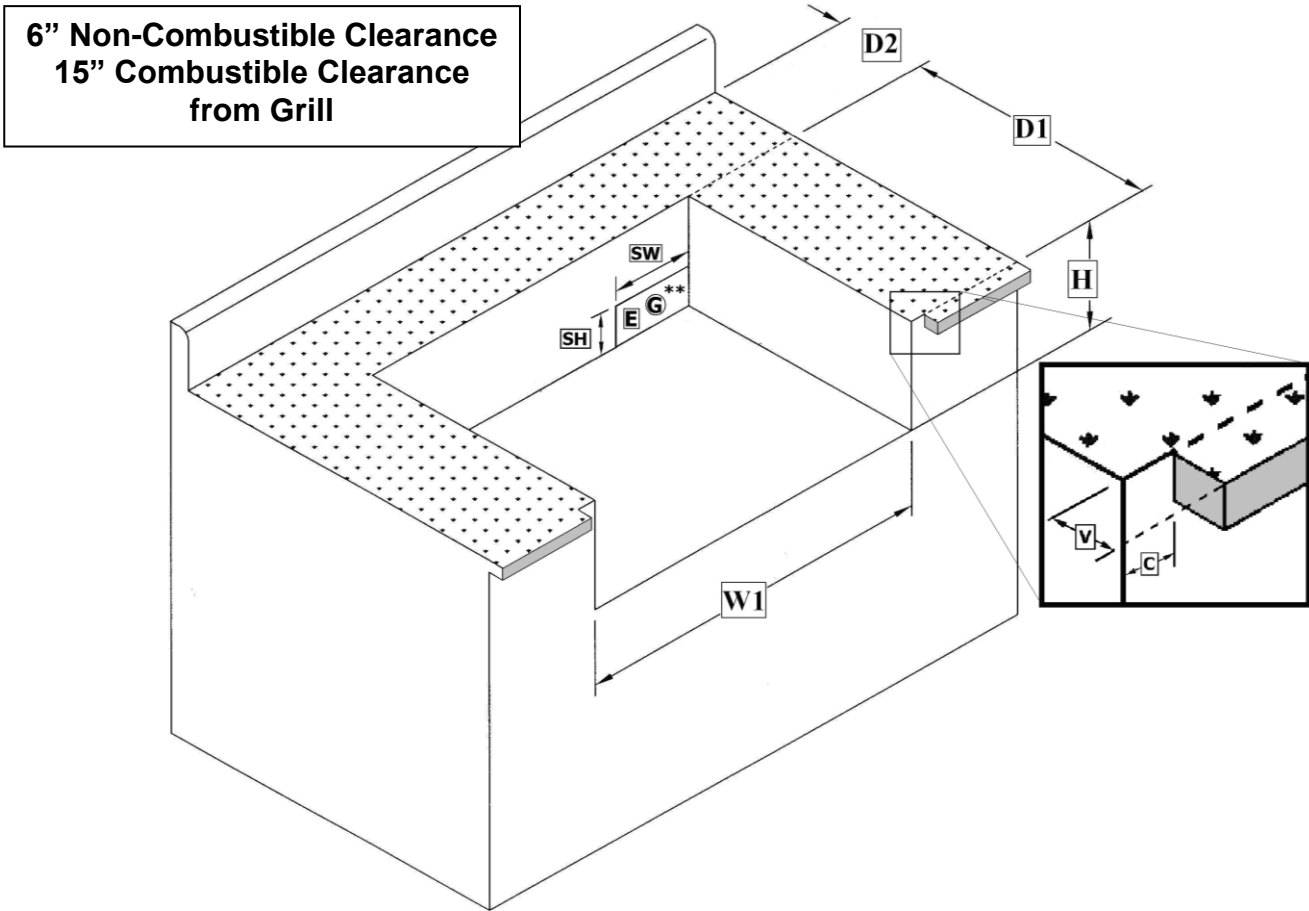 6” Non-Combustible Clearance
15” Combustible Clearance
from Grill
D2
D1
H
SW
SH
E
G
**
V
C
W1